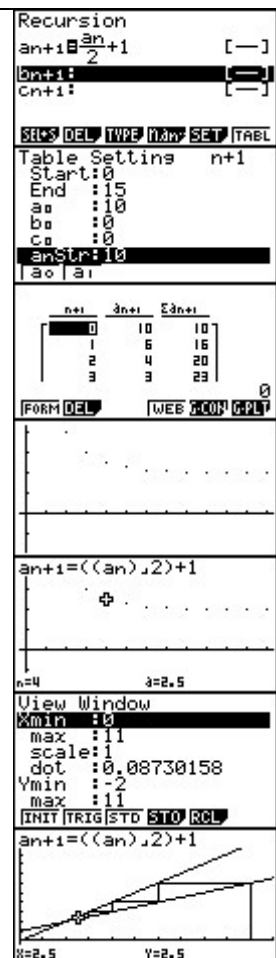 Recursion
an+1=an/2+1 [—]
bn+1: [—]
cn+1: [—]
SEL+S DEL TYPE n.an·· SET TABL
Table Setting n+1
Start:0
End :15
a0 :10
b0 :0
c0 :0
anStr:10
a0 a1
n+1 an+1 Σan+1
0 10 10
1 6 16
2 4 20
3 3 23
0
FORM DEL WEB G·CON G·PLT
an+1=((an)⌟2)+1
n=4 a=2.5
View Window
Xmin :0
max :11
scale:1
dot :0.08730158
Ymin :-2
max :11
INIT TRIG STD STO RCL
an+1=((an)⌟2)+1
X=2.5 Y=2.5